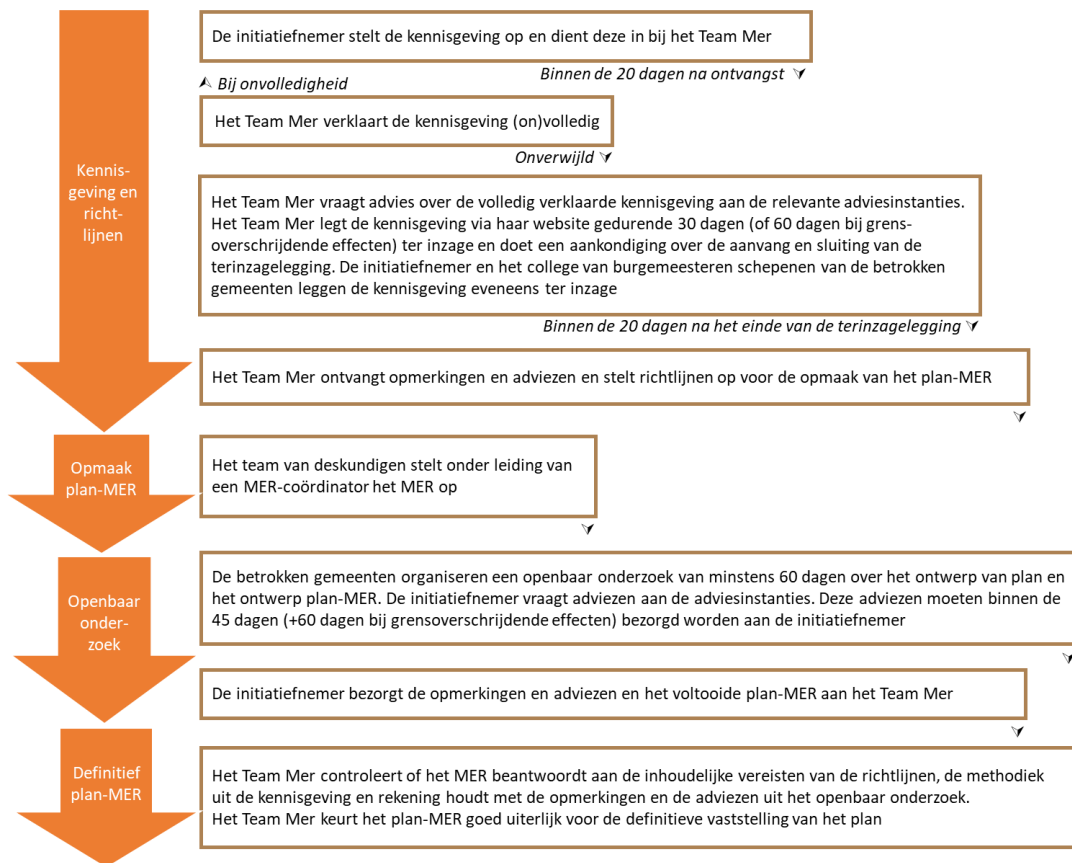 De initiatiefnemer stelt de kennisgeving op en dient deze in bij het Team Mer
Binnen de 20 dagen na ontvangst
Bij onvolledigheid
Het Team Mer verklaart de kennisgeving (on)volledig
Onverwijld
Kennis-
geving en
richt-
lijnen
Het Team Mer vraagt advies over de volledig verklaarde kennisgeving aan de relevante adviesinstanties.
Het Team Mer legt de kennisgeving via haar website gedurende 30 dagen (of 60 dagen bij grens-
overschrijdende effecten) ter inzage en doet een aankondiging over de aanvang en sluiting van de
terinzagelegging. De initiatiefnemer en het college van burgemeesteren schepenen van de betrokken
gemeenten leggen de kennisgeving eveneens ter inzage
Binnen de 20 dagen na het einde van de terinzagelegging
Het Team Mer ontvangt opmerkingen en adviezen en stelt richtlijnen op voor de opmaak van het plan-MER
Opmaak
plan-MER
Het team van deskundigen stelt onder leiding van
een MER-coördinator het MER op
Openbaar
onder-
zoek
De betrokken gemeenten organiseren een openbaar onderzoek van minstens 60 dagen over het ontwerp van plan en
het ontwerp plan-MER. De initiatiefnemer vraagt adviezen aan de adviesinstanties. Deze adviezen moeten binnen de
45 dagen (+60 dagen bij grensoverschrijdende effecten) bezorgd worden aan de initiatiefnemer
De initiatiefnemer bezorgt de opmerkingen en adviezen en het voltooide plan-MER aan het Team Mer
Definitief
plan-MER
Het Team Mer controleert of het MER beantwoordt aan de inhoudelijke vereisten van de richtlijnen, de methodiek
uit de kennisgeving en rekening houdt met de opmerkingen en de adviezen uit het openbaar onderzoek.
Het Team Mer keurt het plan-MER goed uiterlijk voor de definitieve vaststelling van het plan